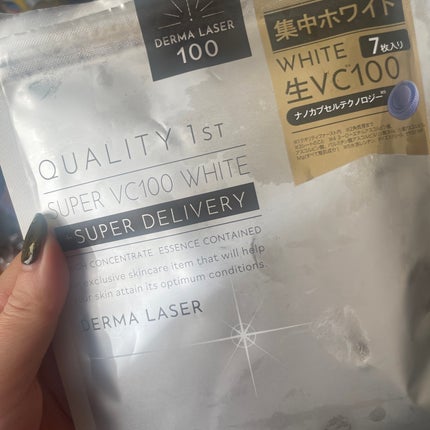 DERMA LASER
100
集中ホワイト
WHITE 7枚入り
生VC100
ナノカプセルテクノロジー
QUALITY 1ST
SUPER VC100 WHITE
SUPER DELIVERY
CONCENTRATE ESSENCE CONTAINED
exclusive skincare item that will help
skin attain its optimum conditions.
DERMA LASER